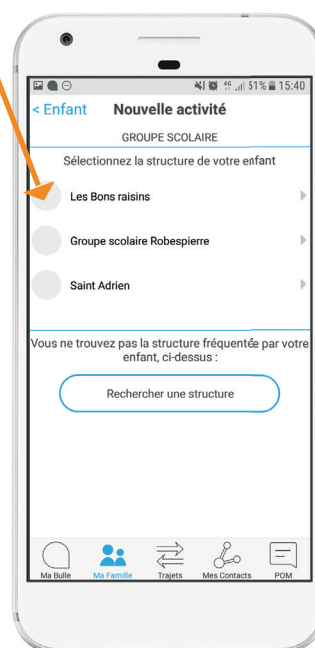 4G 51% 15:40
< Enfant Nouvelle activité
GROUPE SCOLAIRE
Sélectionnez la structure de votre enfant
Les Bons raisins
Groupe scolaire Robespierre
Saint Adrien
Vous ne trouvez pas la structure fréquentée par votre
enfant, ci-dessus :
Rechercher une structure
Ma Bulle Ma Famille Trajets Mes Contacts POM